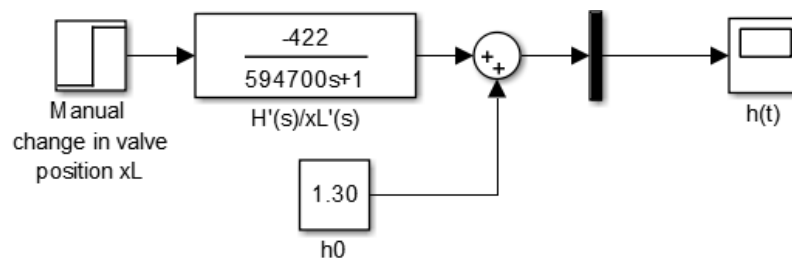 -422
594700s+1
H'(s)/xL'(s)
Manual
change in valve
position xL
+
+
h(t)
1.30
h0